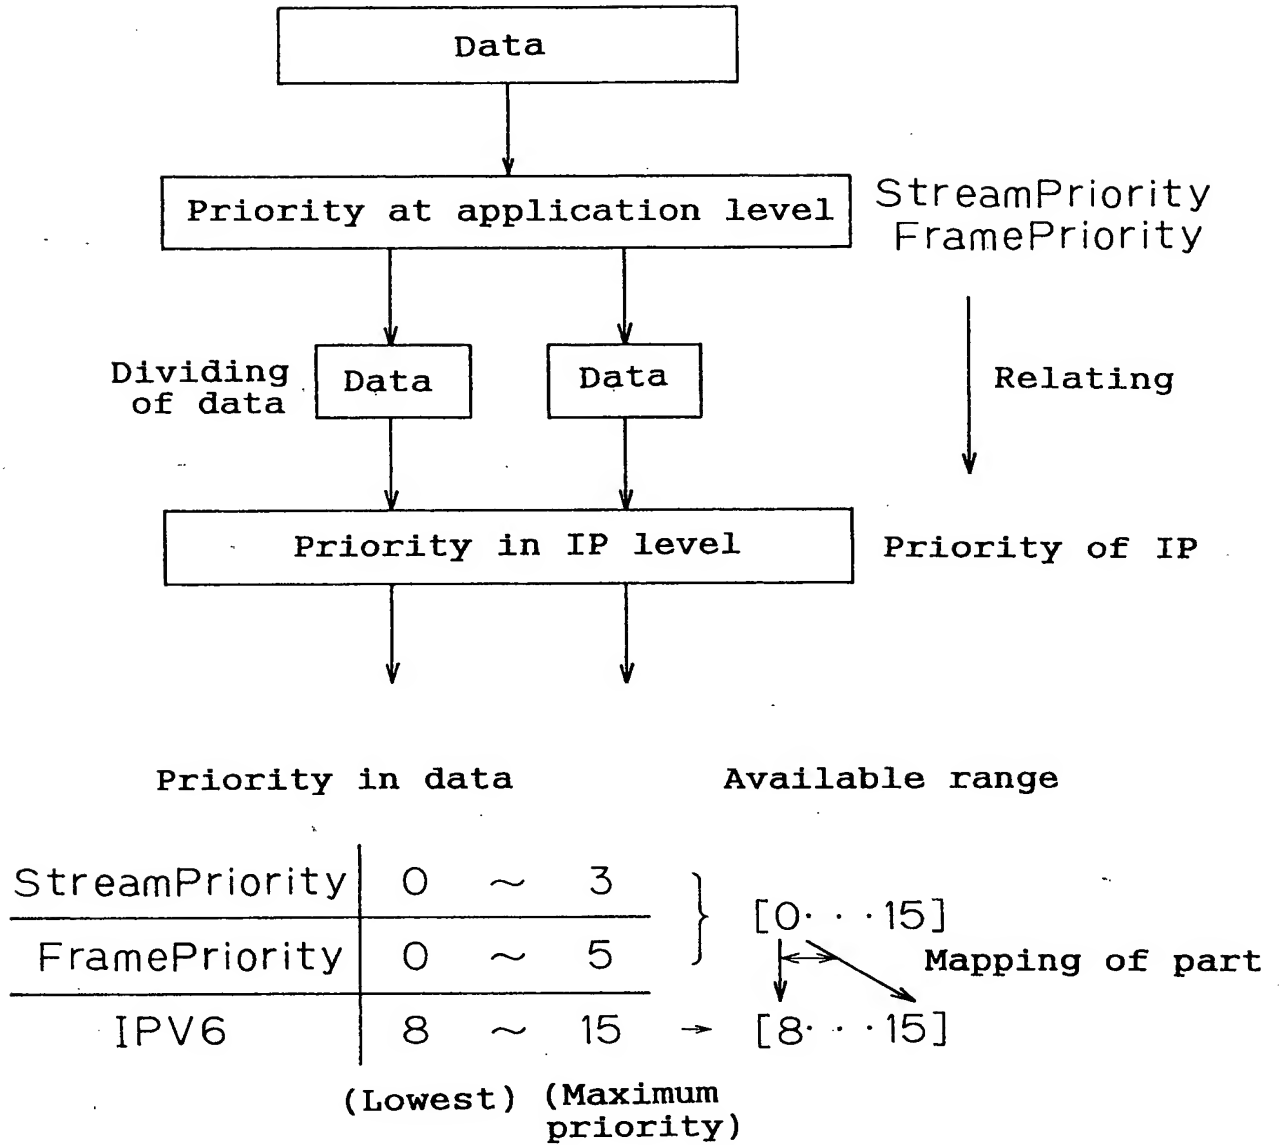 Data
Priority at application level
StreamPriority
FramePriority
Dividing
of data
Data
Data
Relating
Priority in IP level
Priority of IP
Priority in data
Available range
StreamPriority 0 ~ 3
[0・・・15]
FramePriority 0 ~ 5
Mapping of part
IPV6 8 ~ 15 → [8・・・15]
(Lowest) (Maximum
priority)